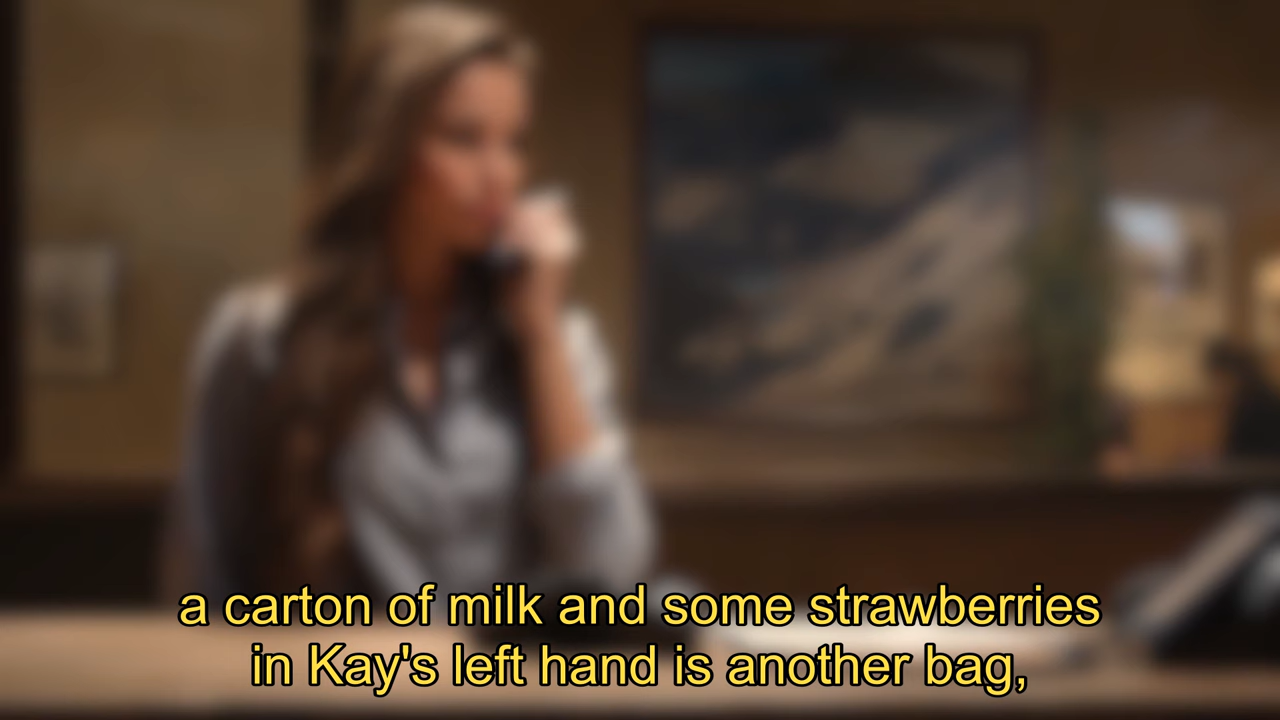 a carton of milk and some strawberries
in Kay's left hand is another bag,